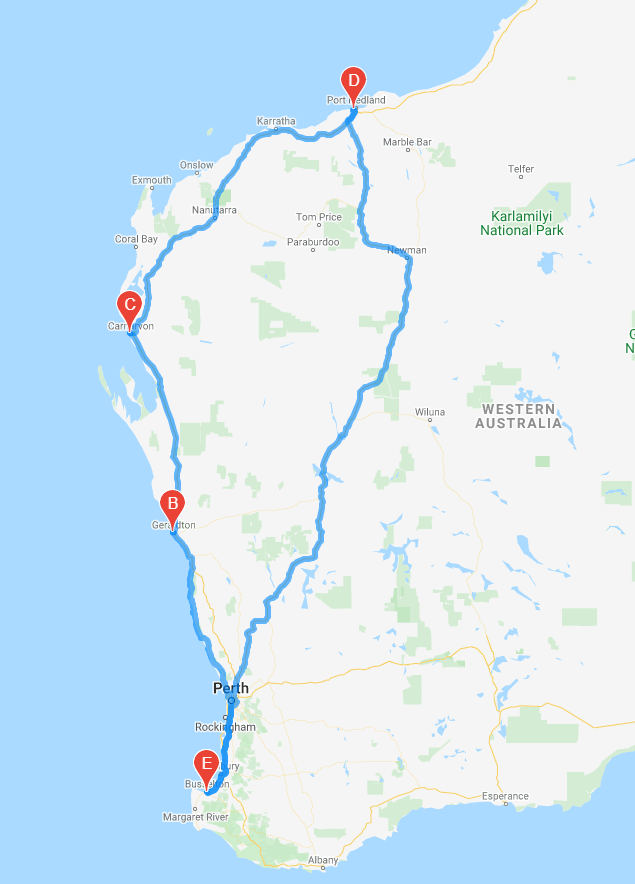 D
Port Hedland
Karratha
Marble Bar
Onslow
Telfer
Exmouth
Nanutarra
Karlamilyi
National Park
Tom Price
Coral Bay
Paraburdoo
Newman
C
Carnarvon
WESTERN
AUSTRALIA
Wiluna
B
Geraldton
Perth
Rockingham
E
Busselton
Esperance
Margaret River
Albany